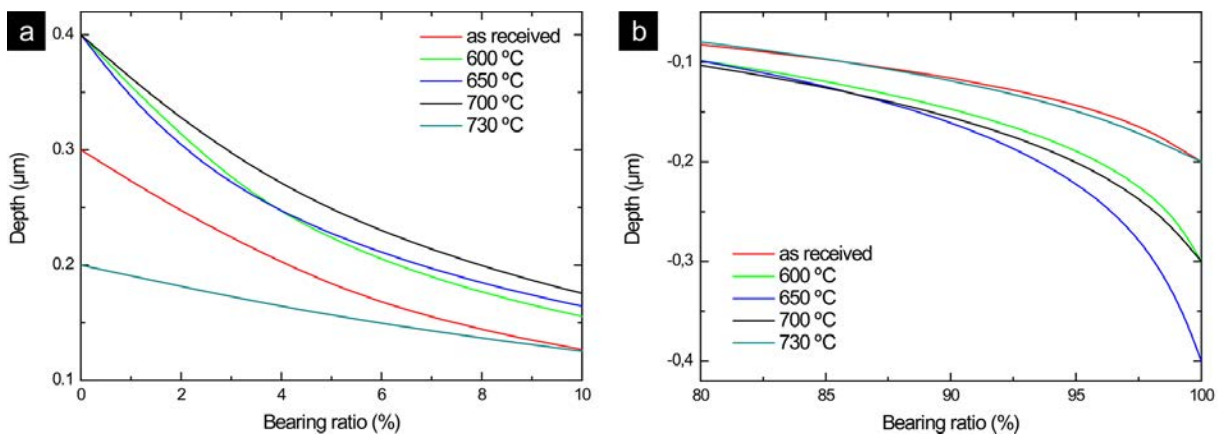 a
0.4
0.3
0.2
0.1
Depth (µm)
0 2 4 6 8 10
Bearing ratio (%)
as received
600 ºC
650 ºC
700 ºC
730 ºC
b
-0,1
-0,2
-0,3
-0,4
Depth (µm)
80 85 90 95 100
Bearing ratio (%)
as received
600 ºC
650 ºC
700 ºC
730 ºC